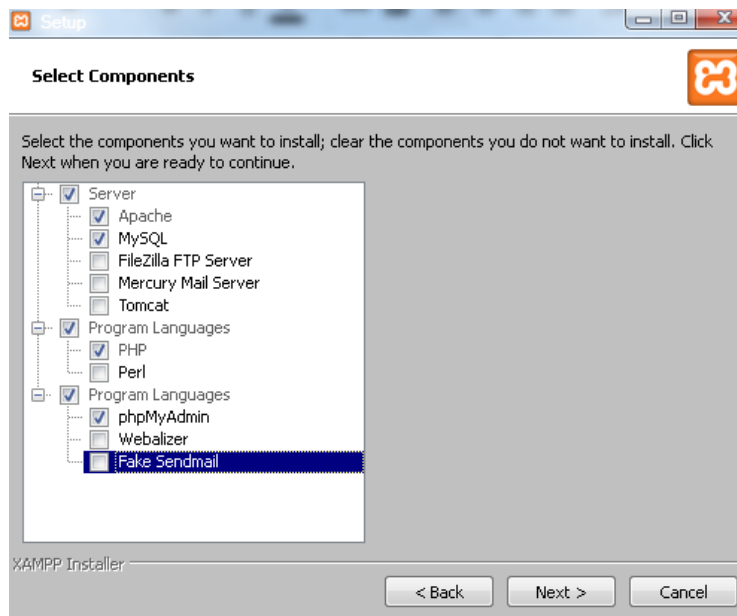 Setup
Select Components
Select the components you want to install; clear the components you do not want to install. Click
Next when you are ready to continue.
Server
Apache
MySQL
FileZilla FTP Server
Mercury Mail Server
Tomcat
Program Languages
PHP
Perl
Program Languages
phpMyAdmin
Webalizer
Fake Sendmail
XAMPP Installer
< Back Next > Cancel